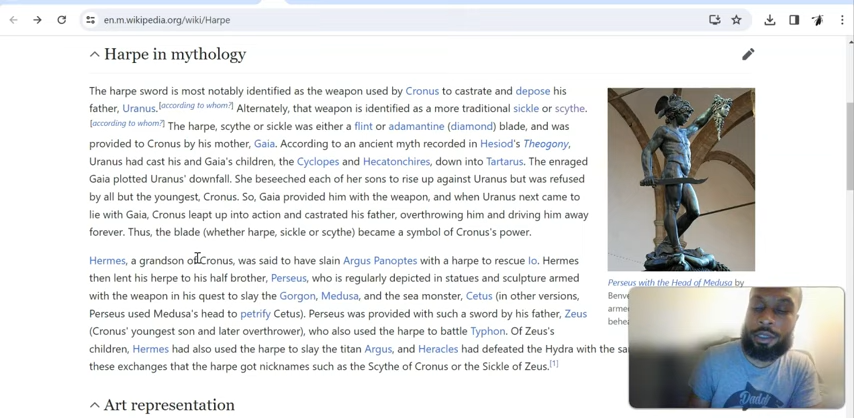 en.m.wikipedia.org/wiki/Harpe
Harpe in mythology
The harpe sword is most notably identified as the weapon used by Cronus to castrate and depose his
father, Uranus.[according to whom?] Alternatively, that weapon is identified as a more traditional sickle or scythe.
[according to whom?] The harpe, scythe or sickle was either a flint or adamantine (diamond) blade, and was
provided to Cronus by his mother, Gaia. According to an ancient myth recorded in Hesiod's Theogony,
Uranus had cast his and Gaia's children, the Cyclopes and Hecatonchires, down into Tartarus. The enraged
Gaia plotted Uranus' downfall. She beseeched each of her sons to rise up against Uranus but was refused
by all but the youngest, Cronus. So, Gaia provided him with the weapon, and when Uranus next came to
lie with Gaia, Cronus leapt up into action and castrated his father, overthrowing him and driving him away
forever. Thus, the blade (whether harpe, sickle or scythe) became a symbol of Cronus's power.
Hermes, a grandson of Cronus, was said to have slain Argus Panoptes with a harpe to rescue Io. Hermes
then lent his herpe to his half brother, Perseus, who is regularly depicted in statues and sculpture armed
with the weapon in his quest to slay the Gorgon, Medusa, and the sea monster, Cetus (in other versions,
Perseus used Medusa's head to petrify Cetus). Perseus was provided with such a sword by his father, Zeus
(Cronus' youngest son and later overthrower), who also used the harpe to battle Typhon. Of Zeus's
children, Hermes had also used the harpe to slay the titan Argus, and Heracles had defeated the Hydra with the
these exchanges that the harpe got nicknames such as the Scythe of Cronus or the Sickle of Zeus.[1]
Perseus with the Head of Medusa by
Art representation